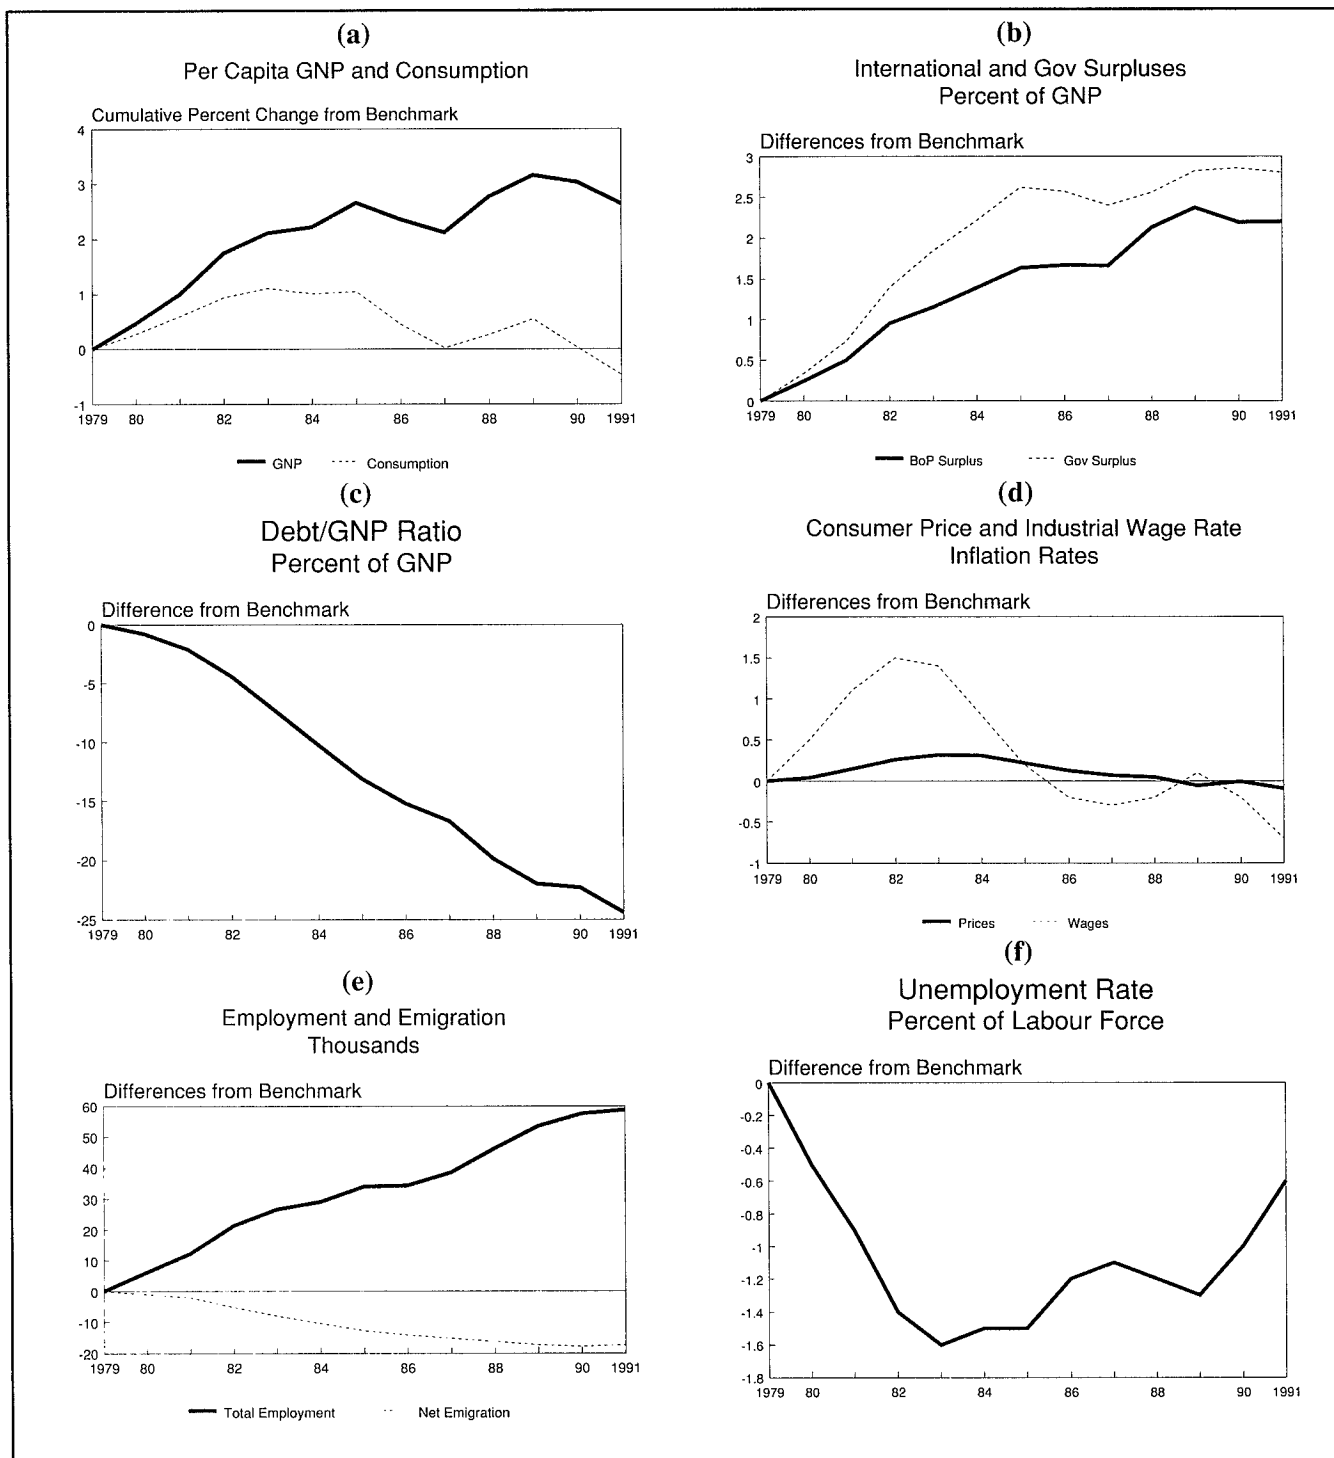 (a)
Per Capita GNP and Consumption
Cumulative Percent Change from Benchmark
4
3
2
1
0
-1
1979 80 82 84 86 88 90 1991
GNP Consumption
(b)
International and Gov Surpluses
Percent of GNP
Differences from Benchmark
3
2.5
2
1.5
1
0.5
0
1979 80 82 84 86 88 90 1991
BoP Surplus Gov Surplus
(c)
Debt/GNP Ratio
Percent of GNP
Difference from Benchmark
0
-5
-10
-15
-20
-25
1979 80 82 84 86 88 90 1991
(d)
Consumer Price and Industrial Wage Rate
Inflation Rates
Differences from Benchmark
2
1.5
1
0.5
0
-0.5
-1
1979 80 82 84 86 88 90 1991
Prices Wages
(e)
Employment and Emigration
Thousands
Differences from Benchmark
60
50
40
30
20
10
0
-10
-20
1979 80 82 84 86 88 90 1991
Total Employment Net Emigration
(f)
Unemployment Rate
Percent of Labour Force
Difference from Benchmark
0
-0.2
-0.4
-0.6
-0.8
-1
-1.2
-1.4
-1.6
-1.8
1979 80 82 84 86 88 90 1991